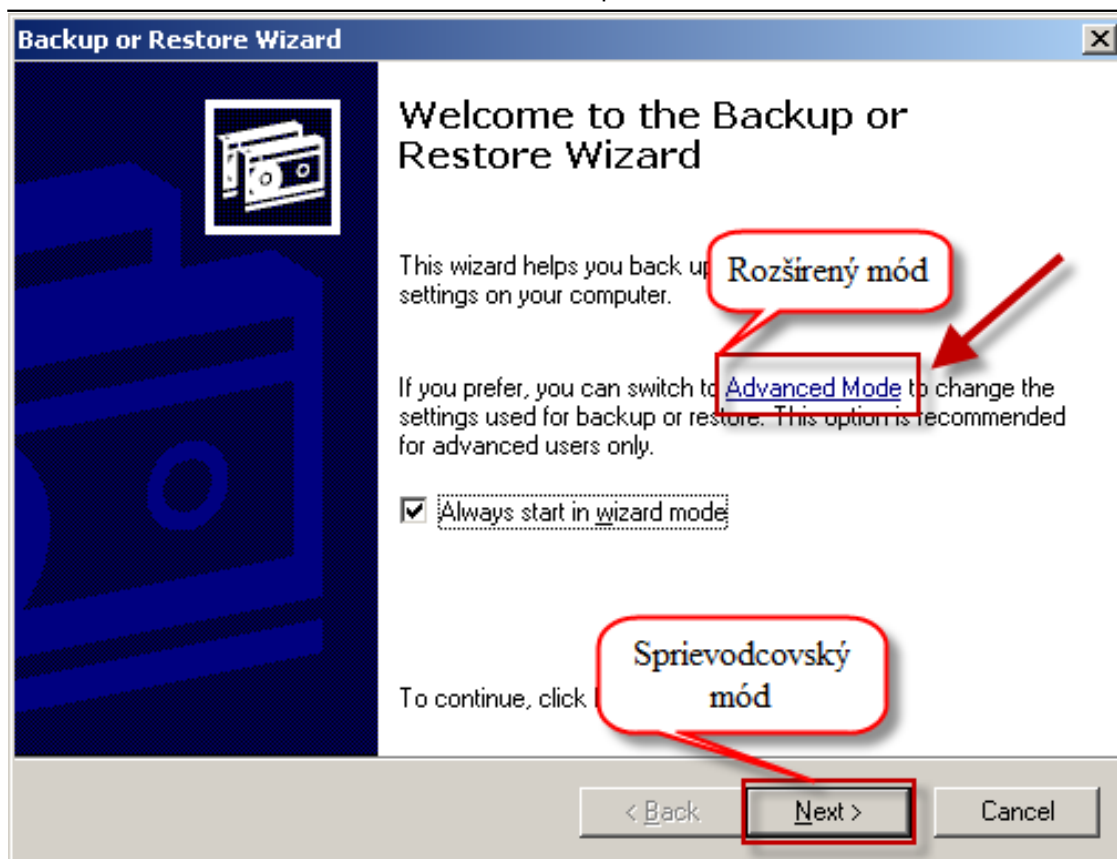 Backup or Restore Wizard
Welcome to the Backup or
Restore Wizard
This wizard helps you back up
settings on your computer.
Rozšírený mód
If you prefer, you can switch to Advanced Mode to change the
settings used for backup or restore. This option is recommended
for advanced users only.
Always start in wizard mode
Sprievodcovský
mód
To continue, click
< Back
Next >
Cancel